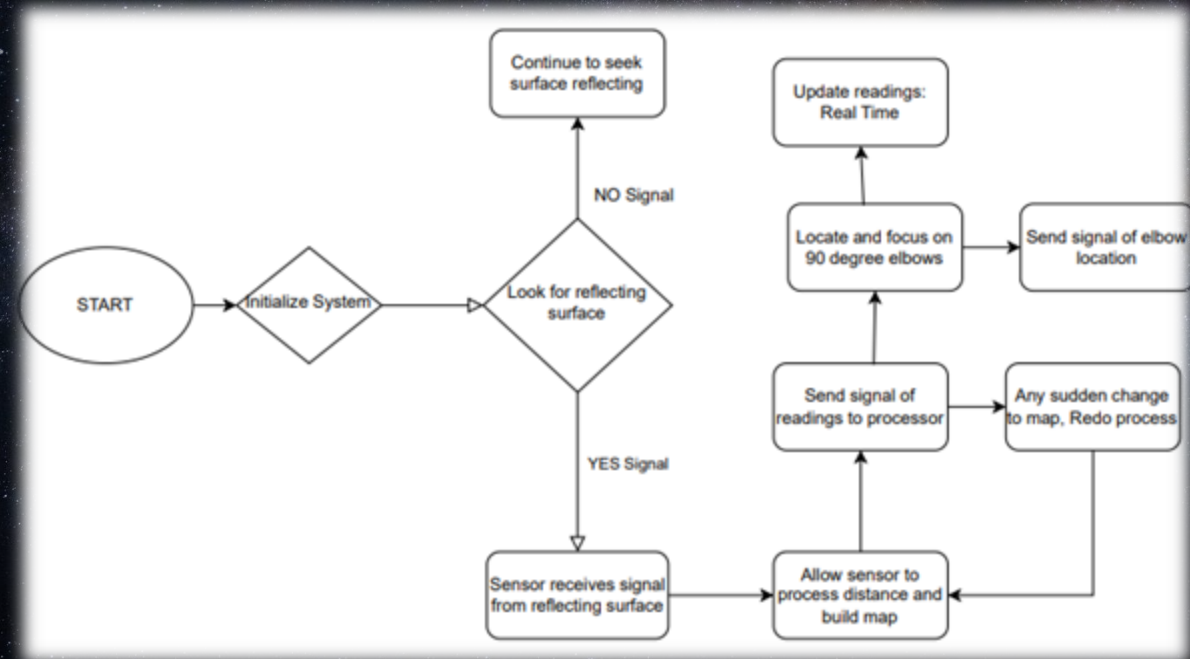 Continue to seek
surface reflecting
Update readings:
Real Time
NO Signal
Locate and focus on
90 degree elbows
Send signal of elbow
location
START
Initialize System
Look for reflecting
surface
Send signal of
readings to processor
Any sudden change
to map, Redo process
YES Signal
Sensor receives signal
from reflecting surface
Allow sensor to
process distance and
build map